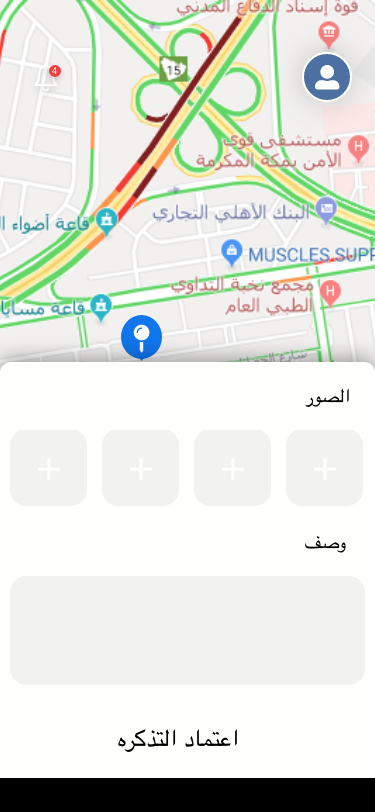 قوة إسناد الدفاع المدني
15
4
مستشفى قوى
الأمن بمكة المكرمة
البنك الأهلي التجاري
قاعة أضواء ا
MUSCLES SUPP
مجمع نخبة التداوي
الطبي العام
قاعة مسايا
الصور
وصف
اعتماد التذكره